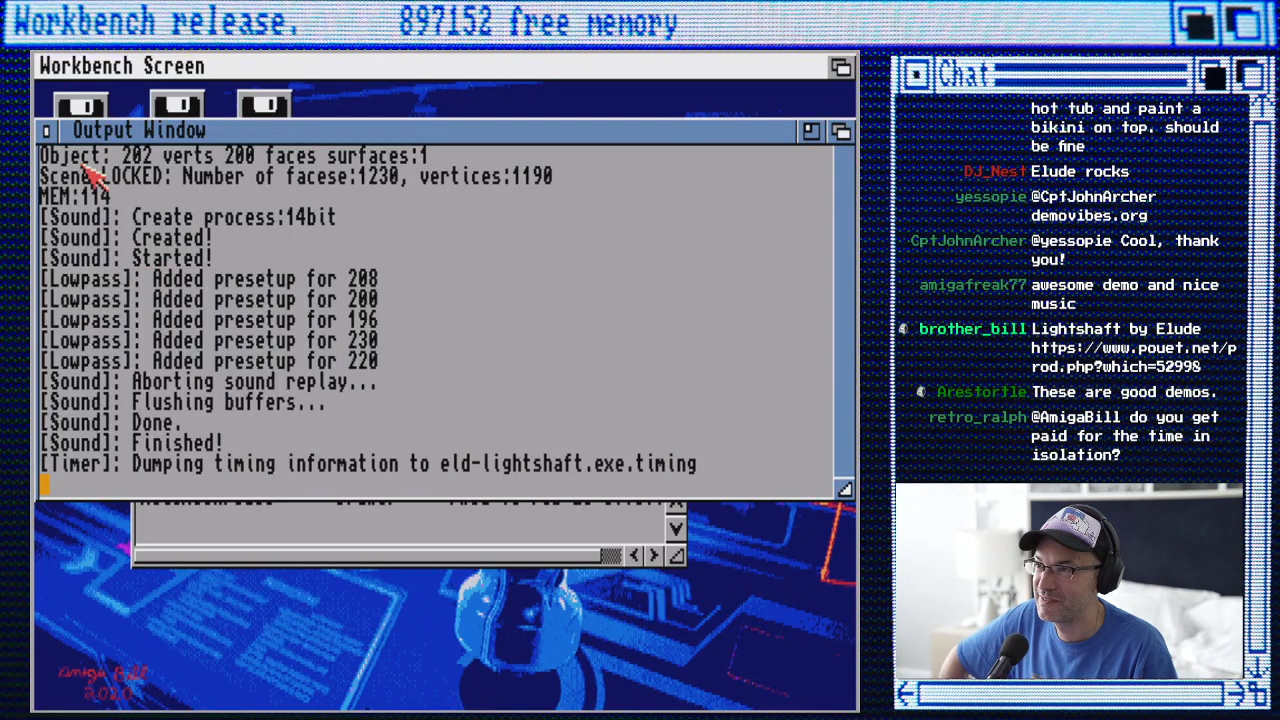 Workbench release.    897152 free memory
Workbench Screen
Output Window
Object: 202 verts 200 faces surfaces:1
OCKED: Number of facese:1230, vertices:1190
MEM:114
[Sound]: Create process:14bit
[Sound]: Created!
[Sound]: Started!
[Lowpass]: Added presetup for 208
[Lowpass]: Added presetup for 200
[Lowpass]: Added presetup for 196
[Lowpass]: Added presetup for 230
[Lowpass]: Added presetup for 220
[Sound]: Aborting sound replay...
[Sound]: Flushing buffers...
[Sound]: Done.
[Sound]: Finished!
[Timer]: Dumping timing information to eld-lightshaft.exe.timing
Amiga Bill
2020
Chat
hot tub and paint a
bikini on top. should
be fine
DJ_Nest Elude rocks
yessopie @CptJohnArcher
demovibes.org
CptJohnArcher @yessopie Cool, thank
you!
amigafreak77 awesome demo and nice
music
brother_bill Lightshaft by Elude
https://www.pouet.net/p
rod.php?which=52998
Arestorfle These are good demos.
retro_ralph @AmigaBill do you get
paid for the time in
isolation?